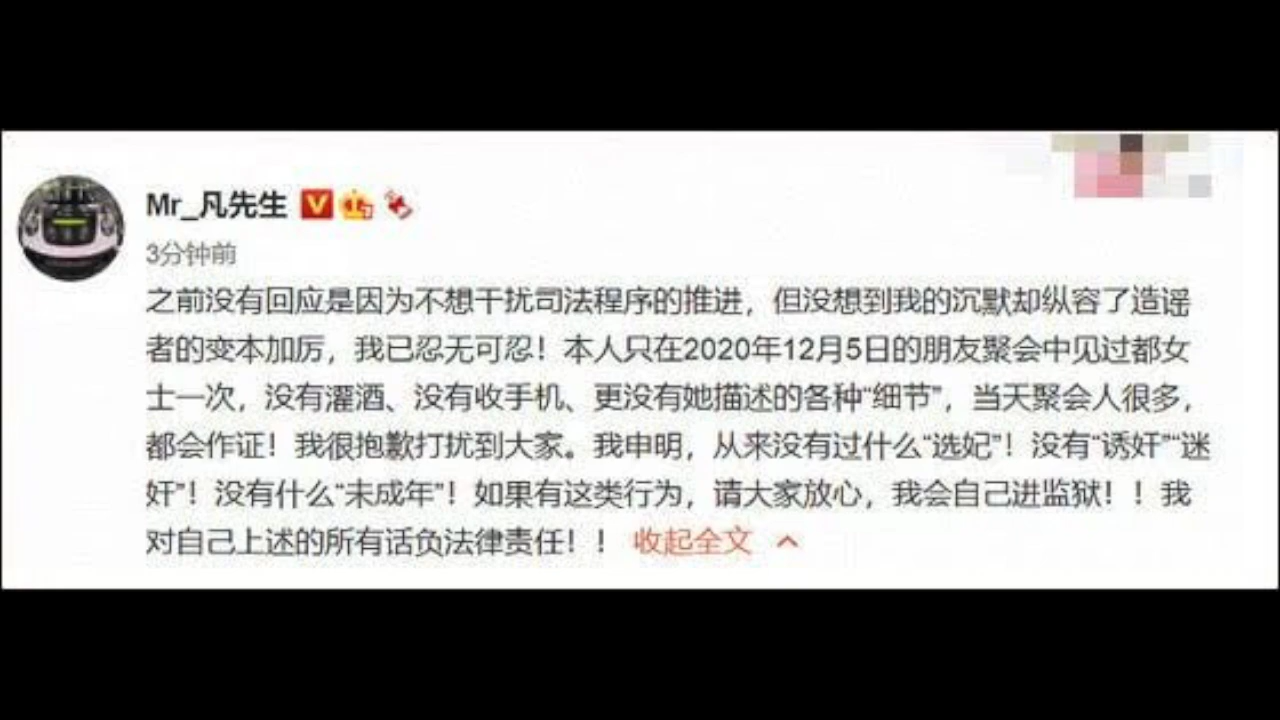 Mr_凡先生
3分钟前
之前没有回应是因为不想干扰司法程序的推进，但没想到我的沉默却纵容了造谣
者的变本加厉，我已忍无可忍！本人只在2020年12月5日的朋友聚会中见过都女
士一次，没有灌酒、没有收手机、更没有她描述的各种“细节”，当天聚会人很多，
都会作证！我很抱歉打扰到大家。我申明，从来没有过什么“选妃”！没有“诱奸”“迷
奸”！没有什么“未成年”！如果有这类行为，请大家放心，我会自己进监狱！！我
对自己上述的所有话负法律责任！！ 收起全文